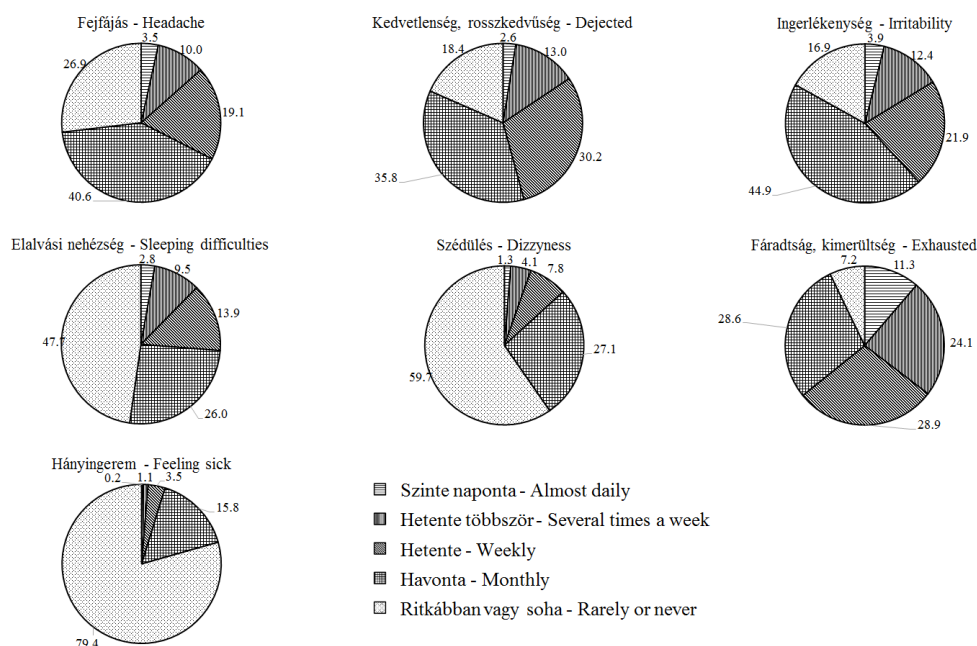 Fejfájás - Headache
3.5
10.0
19.1
40.6
26.9
Kedvetlenség, rosszkedvűség - Dejected
2.6
13.0
30.2
35.8
18.4
Ingerlékenység - Irritability
3.9
12.4
21.9
44.9
16.9
Elalvási nehézség - Sleeping difficulties
2.8
9.5
13.9
26.0
47.7
Szédülés - Dizzyness
1.3
4.1
7.8
27.1
59.7
Fáradtság, kimerültség - Exhausted
11.3
24.1
28.9
28.6
7.2
Hányingerem - Feeling sick
0.2
1.1
3.5
15.8
79.4
Szinte naponta - Almost daily
Hetente többször - Several times a week
Hetente - Weekly
Havonta - Monthly
Ritkábban vagy soha - Rarely or never